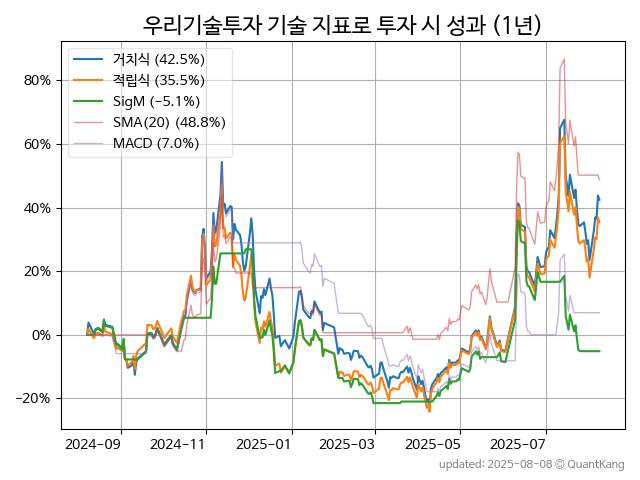 우리기술투자 기술 지표로 투자 시 성과 (1년)
거치식 (42.5%)
적립식 (35.5%)
SigM (−5.1%)
SMA(20) (48.8%)
MACD (7.0%)
80%
60%
40%
20%
0%
−20%
2024-09
2024-11
2025-01
2025-03
2025-05
2025-07
updated: 2025-08-08 © QuantKang